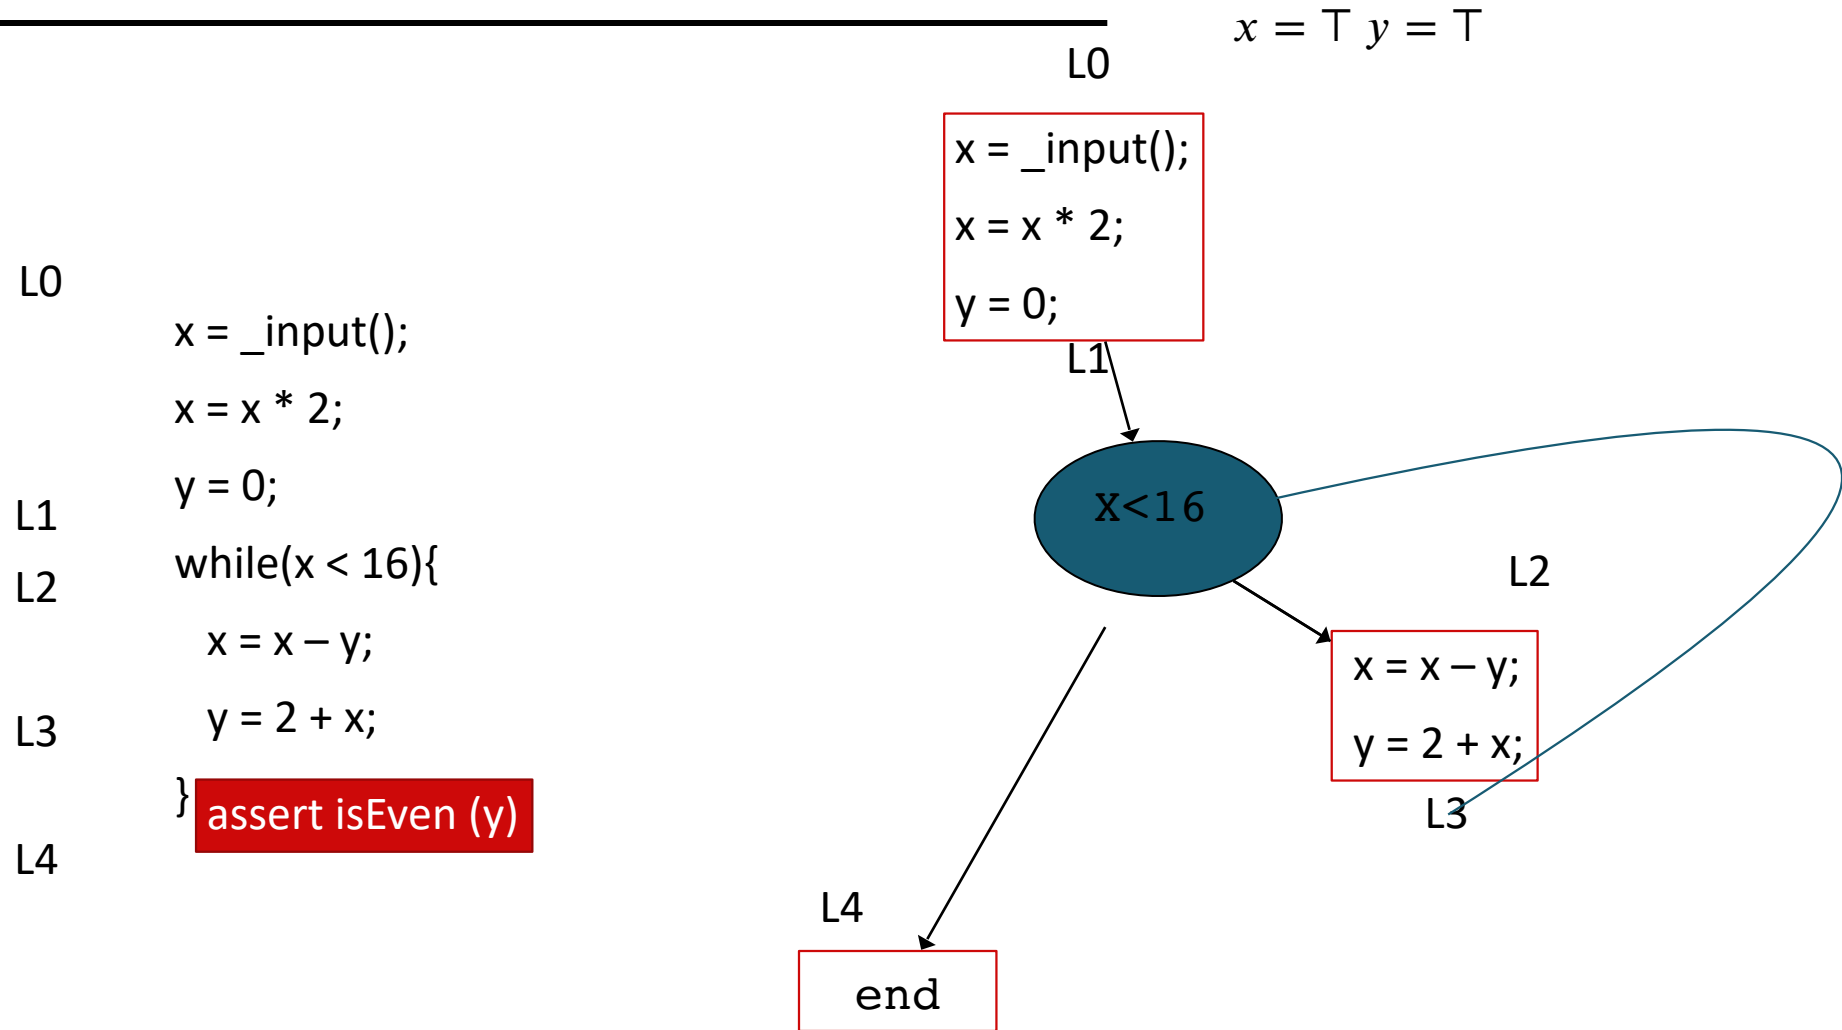 x = ⊤ y = ⊤
L0
x = _input();
x = x * 2;
y = 0;
L1
x<16
L2
x = x – y;
y = 2 + x;
L3
L4
end
L0
x = _input();
x = x * 2;
y = 0;
L1
while(x < 16){
L2
x = x – y;
y = 2 + x;
L3
}
assert isEven (y)
L4